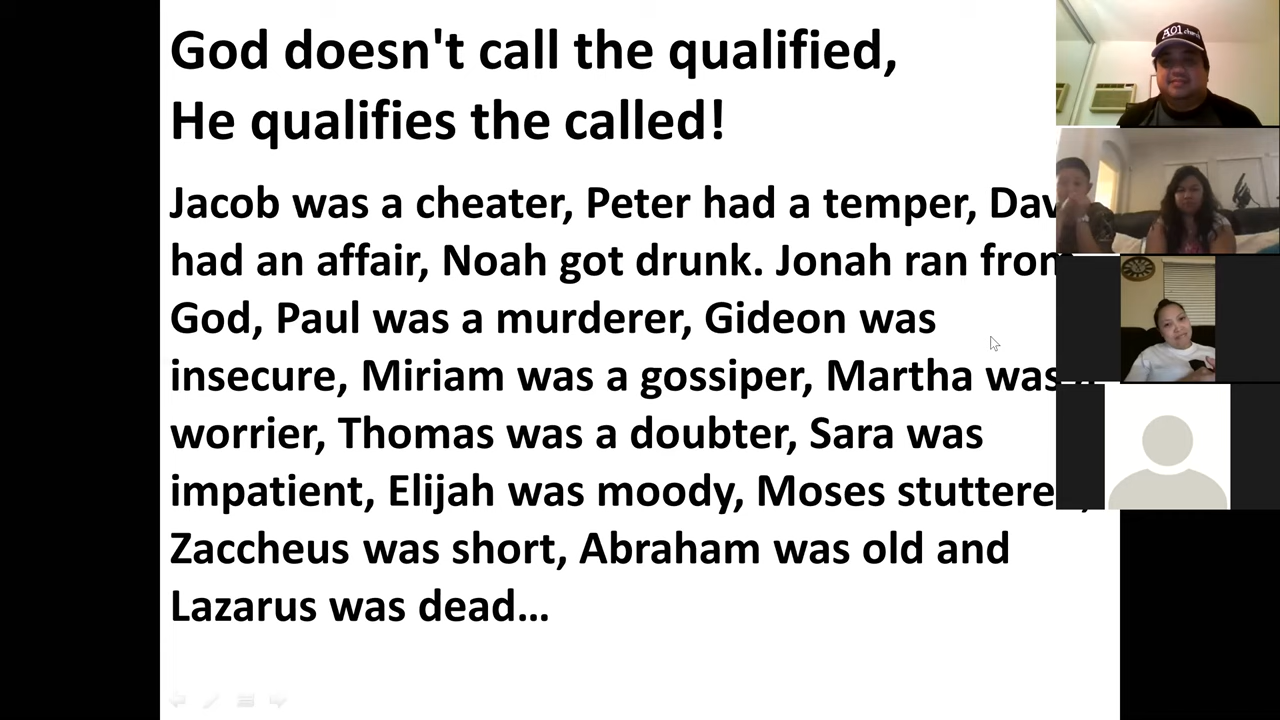 God doesn't call the qualified,
He qualifies the called!
Jacob was a cheater, Peter had a temper,
had an affair, Noah got drunk. Jonah ran from
God, Paul was a murderer, Gideon was
insecure, Miriam was a gossiper, Martha was
worrier, Thomas was a doubter, Sara was
impatient, Elijah was moody, Moses
Zaccheus was short, Abraham was old and
Lazarus was dead...
A01